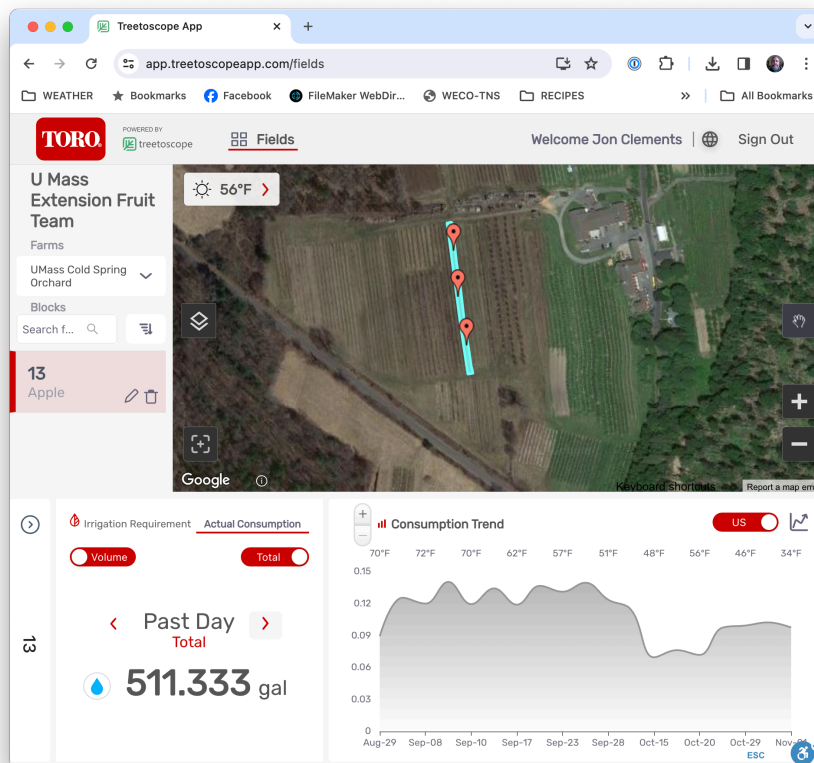 Treetoscope App
app.treetoscopeapp.com/fields
WEATHER Bookmarks Facebook FileMaker WebDir... WECO-TNS RECIPES » All Bookmarks
TORO.
POWERED BY
treetoscope
Fields
Welcome Jon Clements
Sign Out
U Mass
Extension Fruit
Team
Farms
UMass Cold Spring
Orchard
Blocks
Search f...
13
Apple
56°F
Google
Keyboard shortcuts
Report a map err
13
Irrigation Requirement
Actual Consumption
Volume
Total
Past Day
Total
511.333 gal
Consumption Trend
US
70°F 72°F 70°F 62°F 57°F 51°F 48°F 56°F 46°F 34°F
0.15
0.12
0.09
0.06
0.03
0
Aug-29 Sep-08 Sep-10 Sep-17 Sep-23 Sep-28 Oct-15 Oct-20 Oct-29 Nov-
ESC